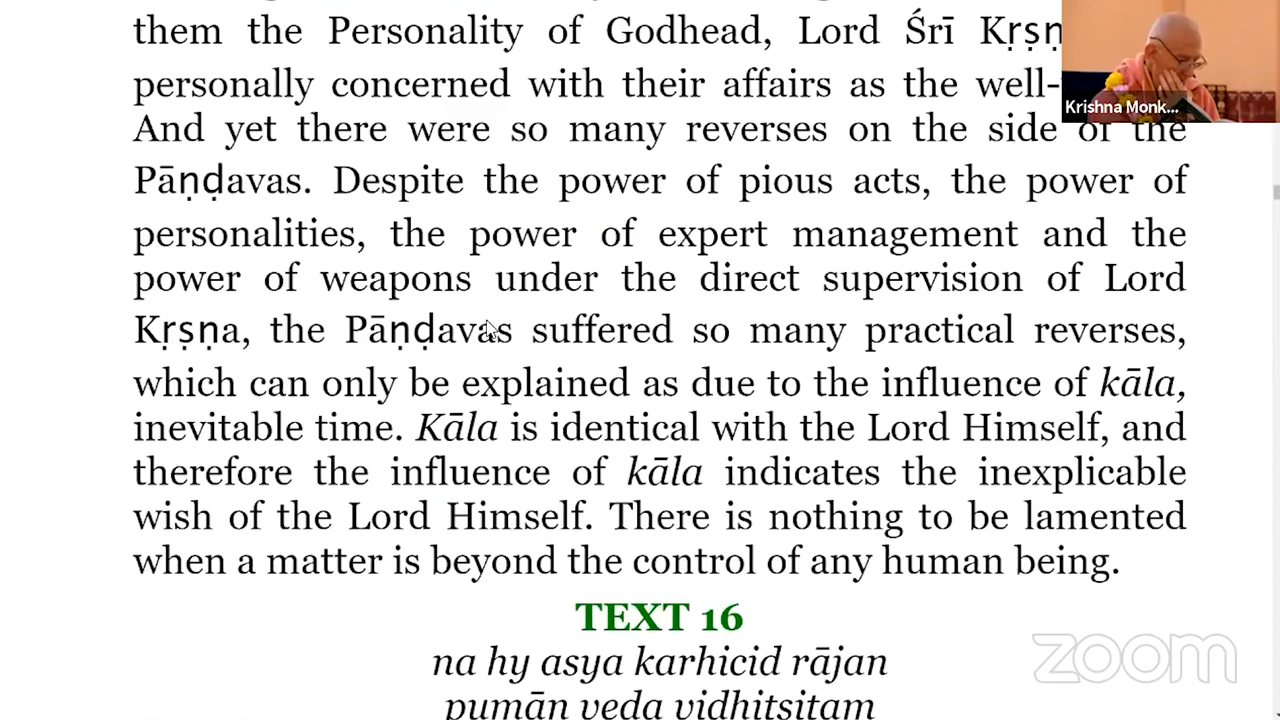 them the Personality of Godhead, Lord Śrī
personally concerned with their affairs as the
And yet there were so many reverses on the side of the
Pāṇḍavas. Despite the power of pious acts, the power of
personalities, the power of expert management and the
power of weapons under the direct supervision of Lord
Kṛṣṇa, the Pāṇḍavas suffered so many practical reverses,
which can only be explained as due to the influence of kāla,
inevitable time. Kāla is identical with the Lord Himself, and
therefore the influence of kāla indicates the inexplicable
wish of the Lord Himself. There is nothing to be lamented
when a matter is beyond the control of any human being.
TEXT 16
na hy asya karhicid rājan
pumān veda vidhitsitam
Krishna Monk...
zoom